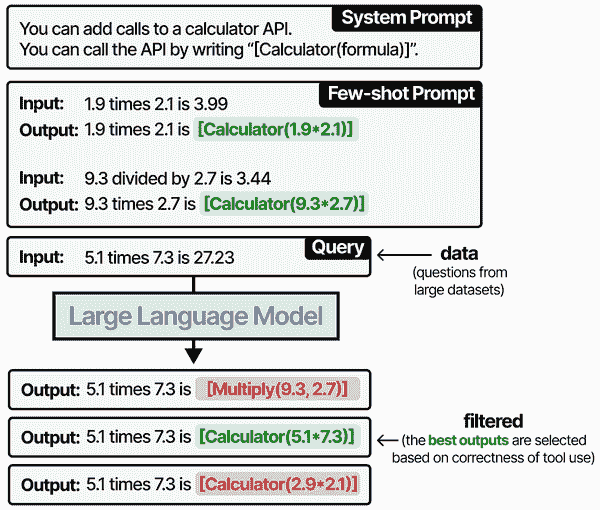 System Prompt
You can add calls to a calculator API.
You can call the API by writing “[Calculator(formula)]”.
Few-shot Prompt
Input: 1.9 times 2.1 is 3.99
Output: 1.9 times 2.1 is [Calculator(1.9*2.1)]
Input: 9.3 divided by 2.7 is 3.44
Output: 9.3 times 2.7 is [Calculator(9.3*2.7)]
Query
Input: 5.1 times 7.3 is 27.23
data
(questions from
large datasets)
Large Language Model
Output: 5.1 times 7.3 is [Multiply(9.3, 2.7)]
Output: 5.1 times 7.3 is [Calculator(5.1*7.3)]
Output: 5.1 times 7.3 is [Calculator(2.9*2.1)]
filtered
(the best outputs are selected
based on correctness of tool use)